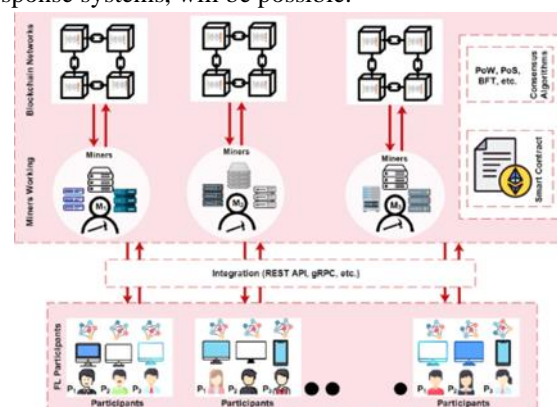 sponse systems, will be possible.
Blockchain Networks
PoW, PoS,
BFT, etc.
Consensus
Algorithms
Miners Working
Miners
M1
Miners
M2
Miners
M3
Smart Contract
Integration (REST API, gRPC, etc.)
FL Participants
P1 P2 P3
Participants
P1 P2 P3
Participants
P1 P2 P3
Participants